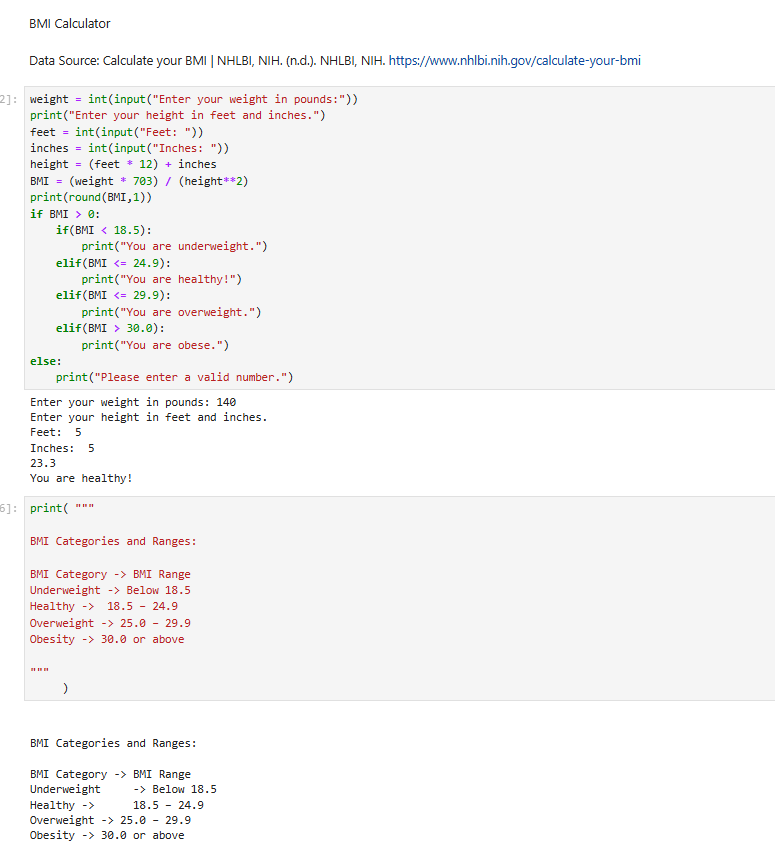 BMI Calculator
Data Source: Calculate your BMI | NHLBI, NIH. (n.d.). NHLBI, NIH. https://www.nhlbi.nih.gov/calculate-your-bmi
2]: weight = int(input("Enter your weight in pounds:"))
print("Enter your height in feet and inches.")
feet = int(input("Feet: "))
inches = int(input("Inches: "))
height = (feet * 12) + inches
BMI = (weight * 703) / (height**2)
print(round(BMI,1))
if BMI > 0:
    if(BMI < 18.5):
        print("You are underweight.")
    elif(BMI <= 24.9):
        print("You are healthy!")
    elif(BMI <= 29.9):
        print("You are overweight.")
    elif(BMI > 30.0):
        print("You are obese.")
else:
    print("Please enter a valid number.")
Enter your weight in pounds: 140
Enter your height in feet and inches.
Feet:  5
Inches:  5
23.3
You are healthy!
6]: print( """
BMI Categories and Ranges:
BMI Category -> BMI Range
Underweight -> Below 18.5
Healthy ->  18.5 – 24.9
Overweight -> 25.0 – 29.9
Obesity -> 30.0 or above
"""
)
BMI Categories and Ranges:
BMI Category -> BMI Range
Underweight     -> Below 18.5
Healthy ->      18.5 – 24.9
Overweight -> 25.0 – 29.9
Obesity -> 30.0 or above